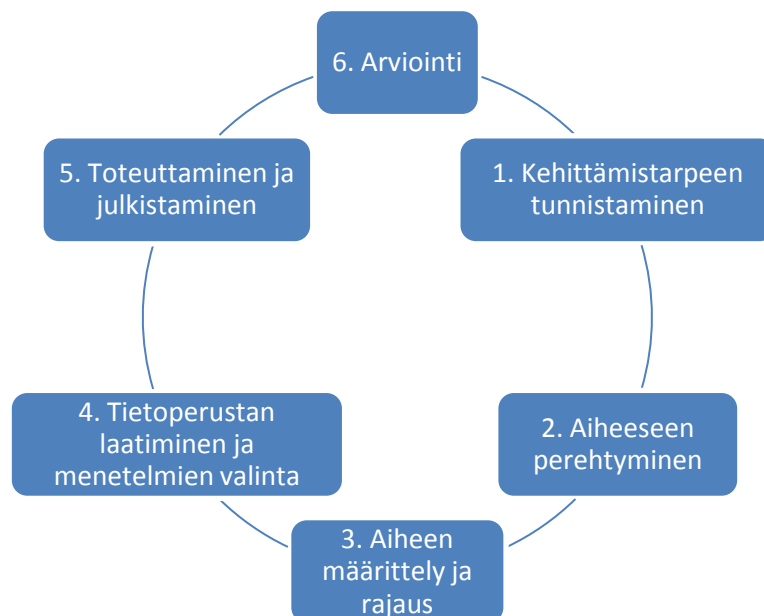 6. Arviointi
1. Kehittämistarpeen
tunnistaminen
2. Aiheeseen
perehtyminen
3. Aiheen
määrittely ja
rajaus
4. Tietoperustan
laatiminen ja
menetelmien valinta
5. Toteuttaminen ja
julkistaminen